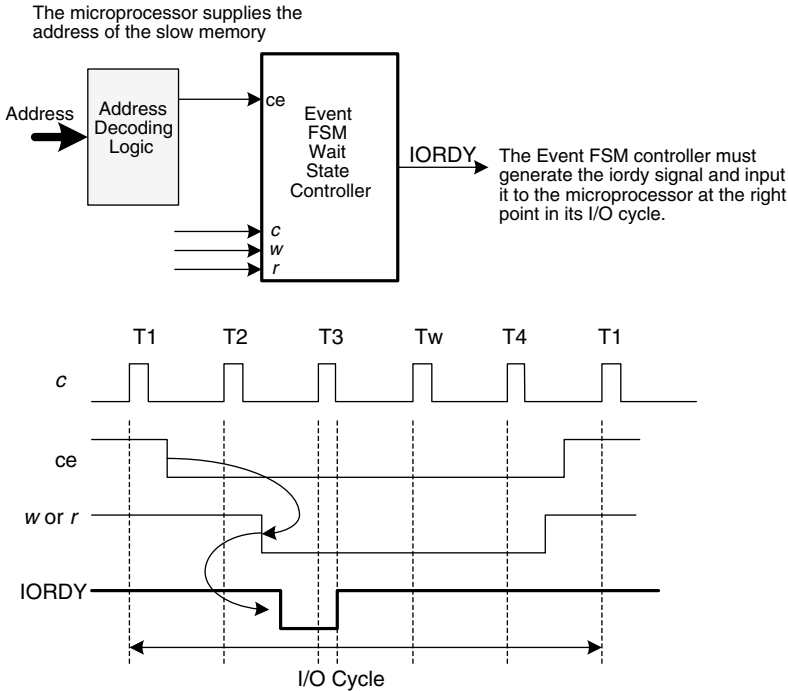 The microprocessor supplies the
address of the slow memory
Address
Address
Decoding
Logic
ce
Event
FSM
Wait
State
Controller
c
w
r
IORDY
The Event FSM controller must
generate the iordy signal and input
it to the microprocessor at the right
point in its I/O cycle.
T1 T2 T3 Tw T4 T1
c
ce
w or r
IORDY
I/O Cycle